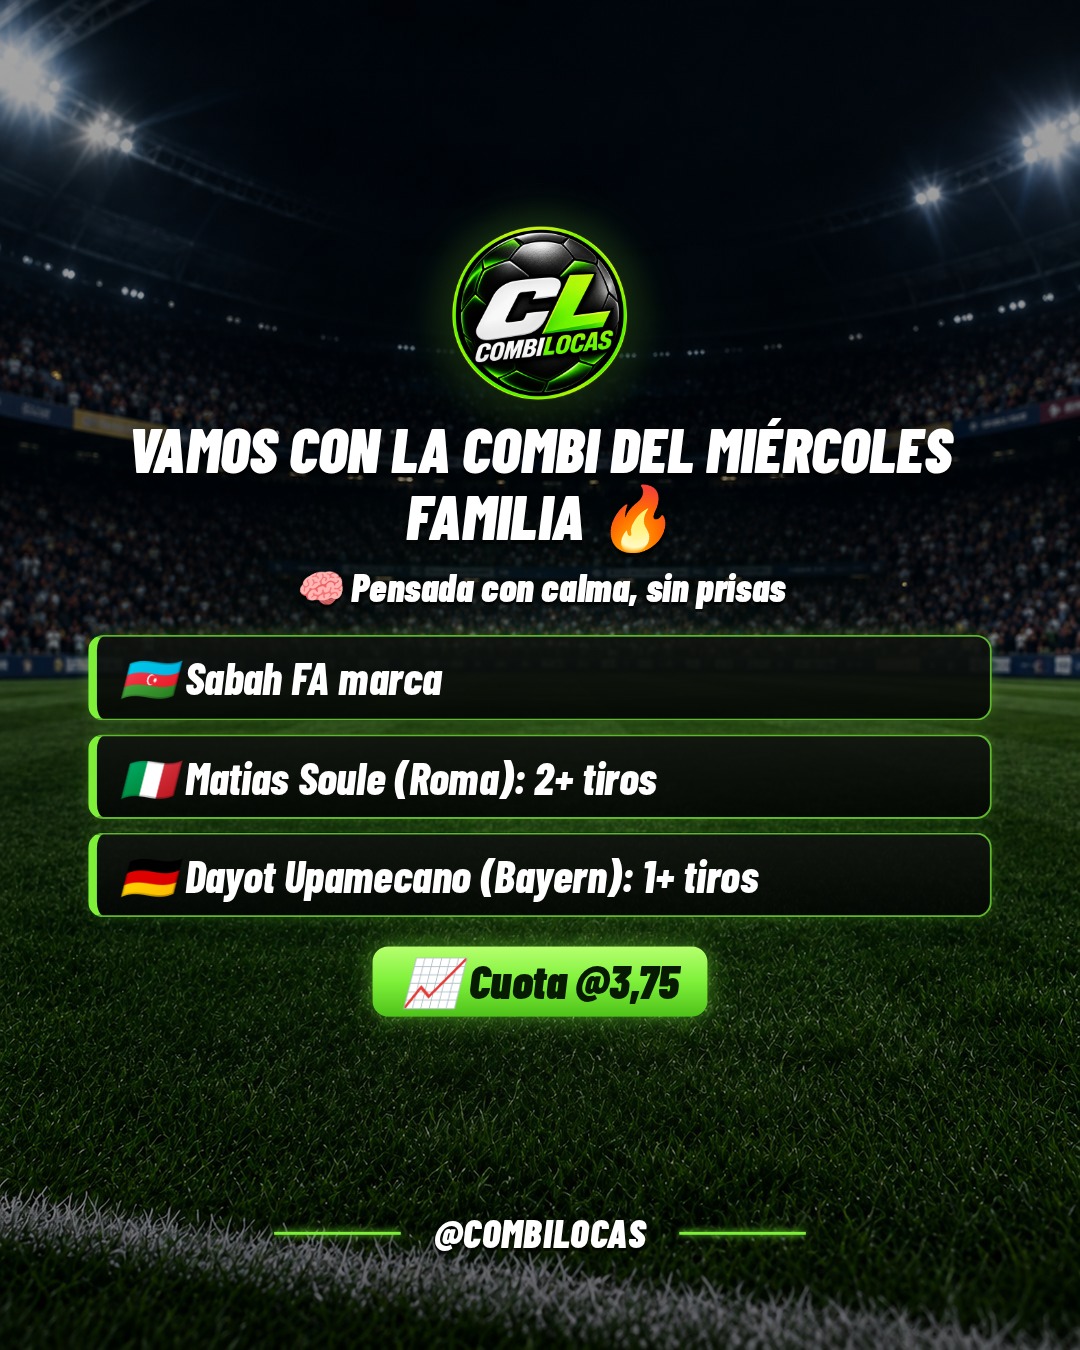 CL
COMBILOCAS
VAMOS CON LA COMBI DEL MIÉRCOLES
FAMILIA 🔥
🧠 Pensada con calma, sin prisas
🇦🇿 Sabah FA marca
🇮🇹 Matias Soule (Roma): 2+ tiros
🇩🇪 Dayot Upamecano (Bayern): 1+ tiros
📈 Cuota @3,75
@COMBILOCAS